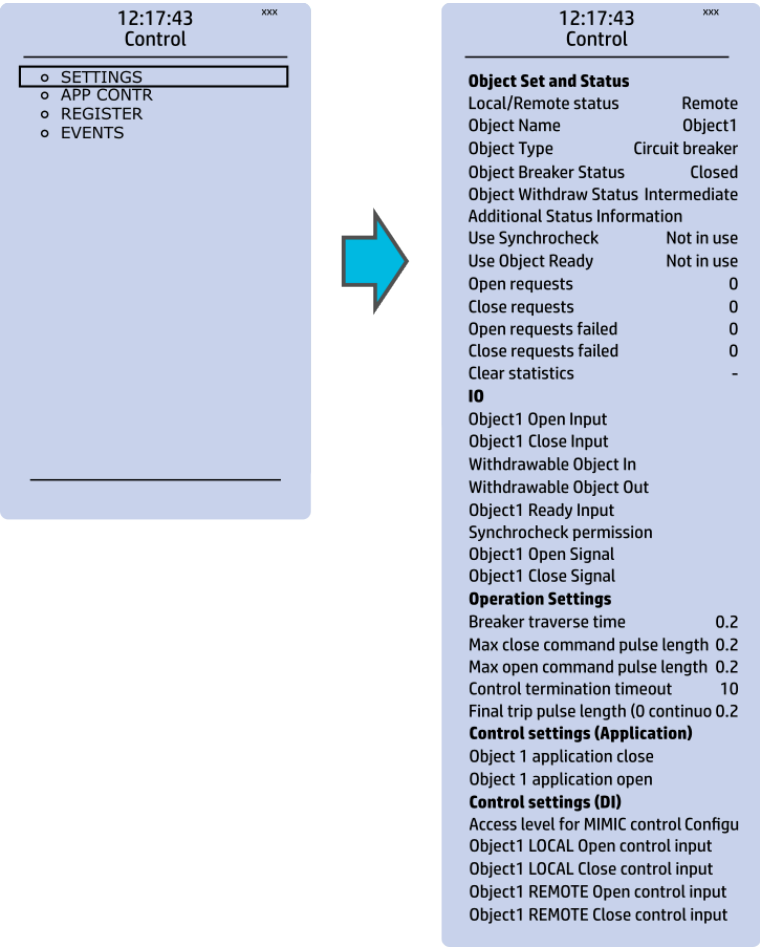 12:17:43 xxx
Control
SETTINGS
APP CONTR
REGISTER
EVENTS
12:17:43 xxx
Control
Object Set and Status
Local/Remote status Remote
Object Name Object1
Object Type Circuit breaker
Object Breaker Status Closed
Object Withdraw Status Intermediate
Additional Status Information
Use Synchrocheck Not in use
Use Object Ready Not in use
Open requests 0
Close requests 0
Open requests failed 0
Close requests failed 0
Clear statistics -
IO
Object1 Open Input
Object1 Close Input
Withdrawable Object In
Withdrawable Object Out
Object1 Ready Input
Synchrocheck permission
Object1 Open Signal
Object1 Close Signal
Operation Settings
Breaker traverse time 0.2
Max close command pulse length 0.2
Max open command pulse length 0.2
Control termination timeout 10
Final trip pulse length (0 continuo 0.2
Control settings (Application)
Object 1 application close
Object 1 application open
Control settings (DI)
Access level for MIMIC control Configu
Object1 LOCAL Open control input
Object1 LOCAL Close control input
Object1 REMOTE Open control input
Object1 REMOTE Close control input